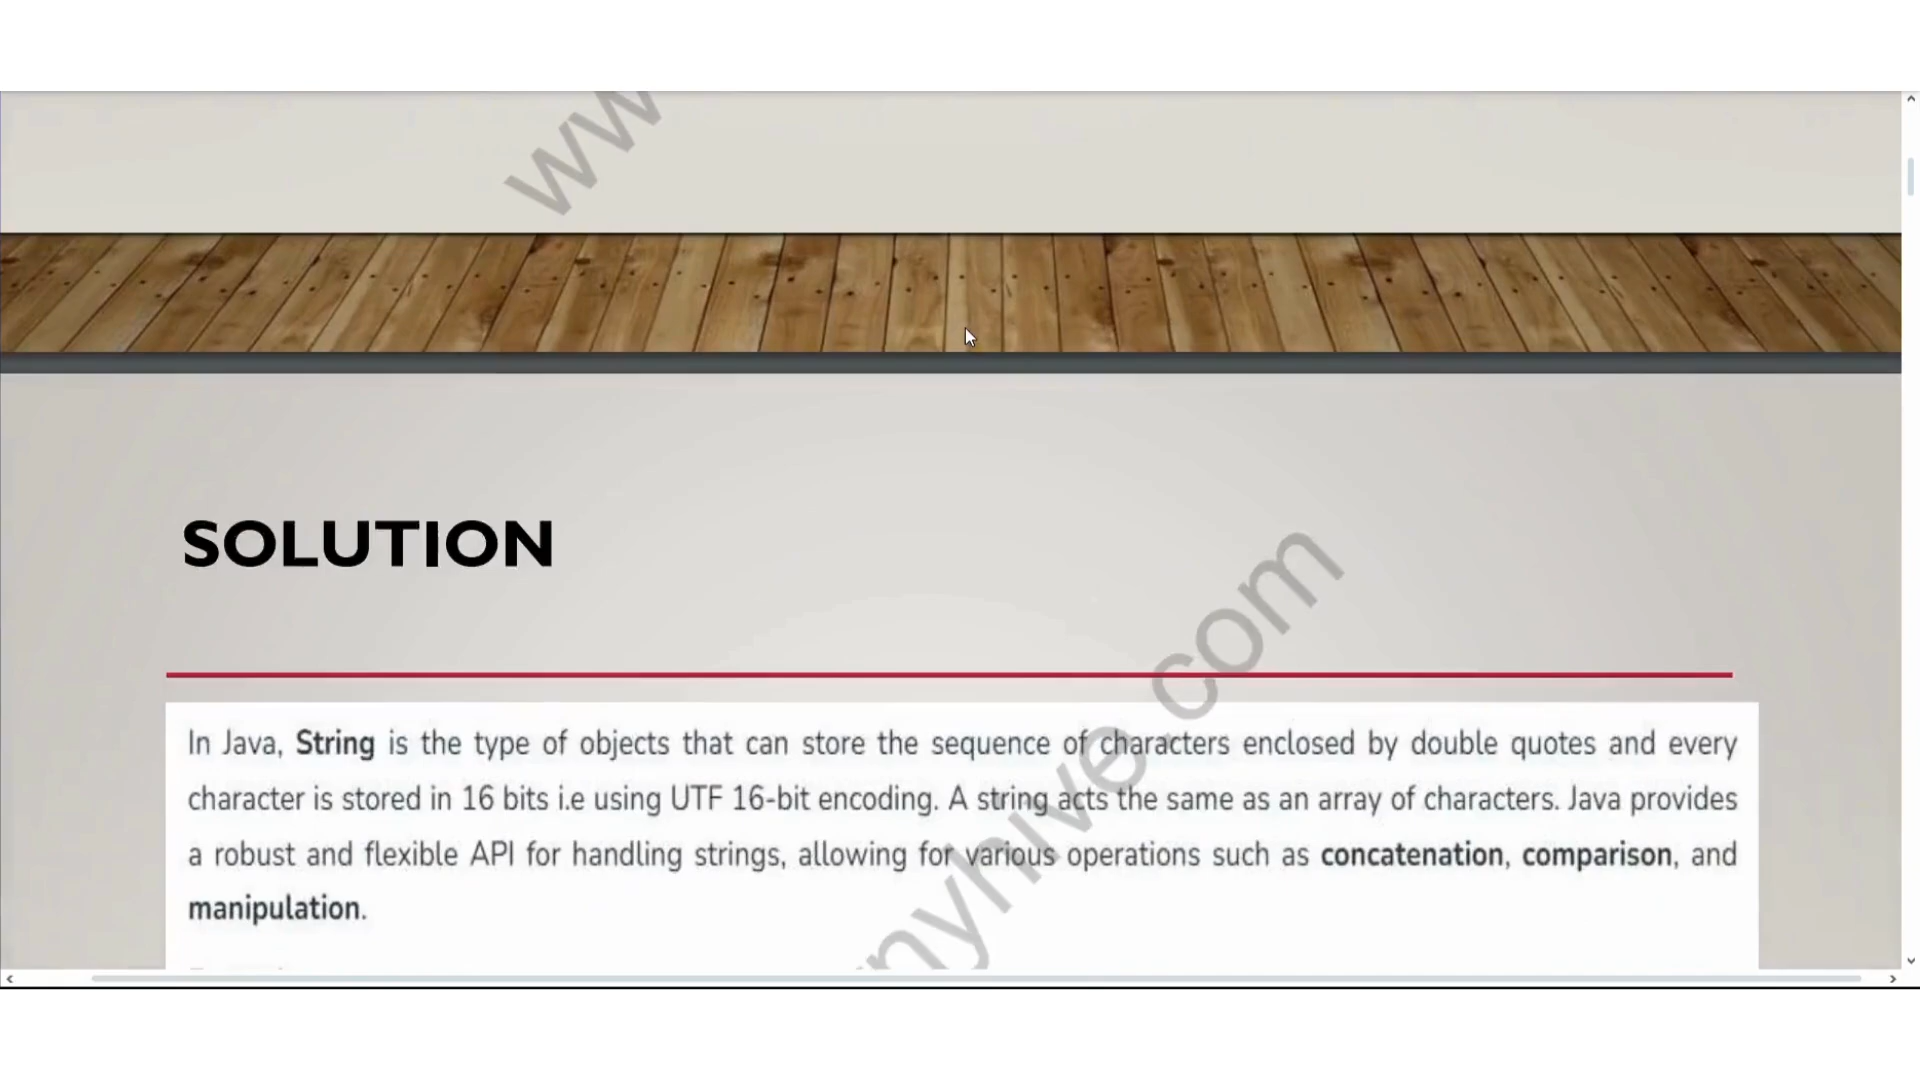 ww
SOLUTION
In Java, String is the type of objects that can store the sequence of characters enclosed by double quotes and every
character is stored in 16 bits i.e using UTF 16-bit encoding. A string acts the same as an array of characters. Java provides
a robust and flexible API for handling strings, allowing for various operations such as concatenation, comparison, and
manipulation.
nyhive.com